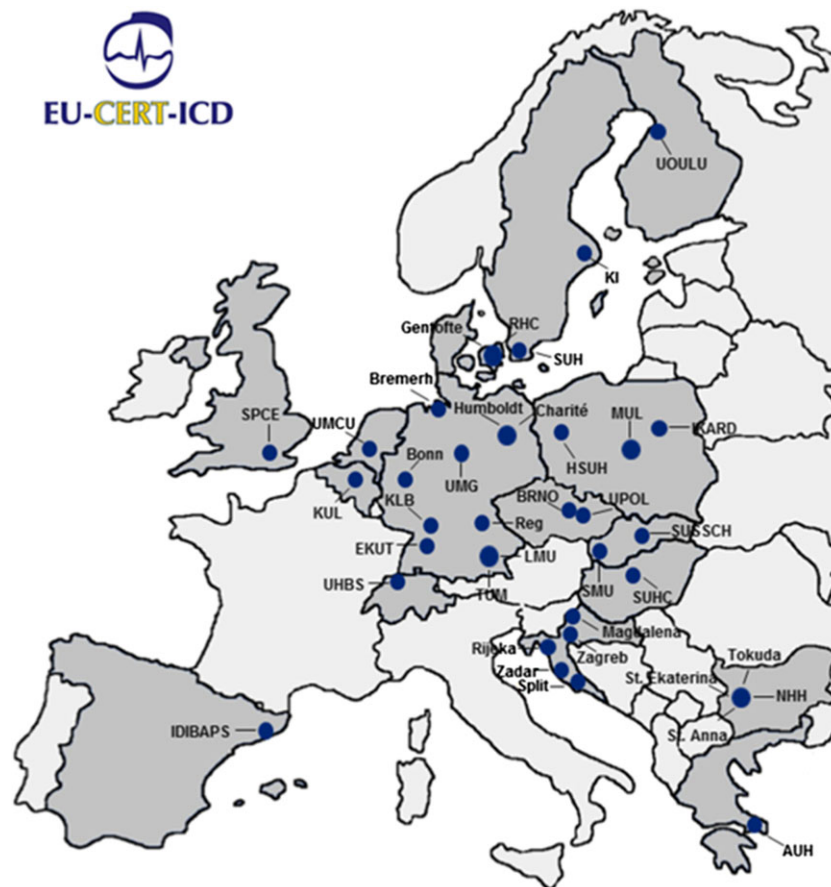 EU-CERT-ICD
UOULU
KI
Gentofte
RHC
SUH
Bremerh
Humboldt
Charité
SPCE
UMCU
MUL
IKARD
Bonn
UMG
HSUH
KUL
KLB
BRNO
UPOL
Reg
SUSSCH
EKUT
LMU
UHBS
TUM
SMU
SUHC
Magdalena
Rijeka
Zagreb
Zadar
Split
Tokuda
St. Ekaterina
NHH
IDIBAPS
St. Anna
AUH